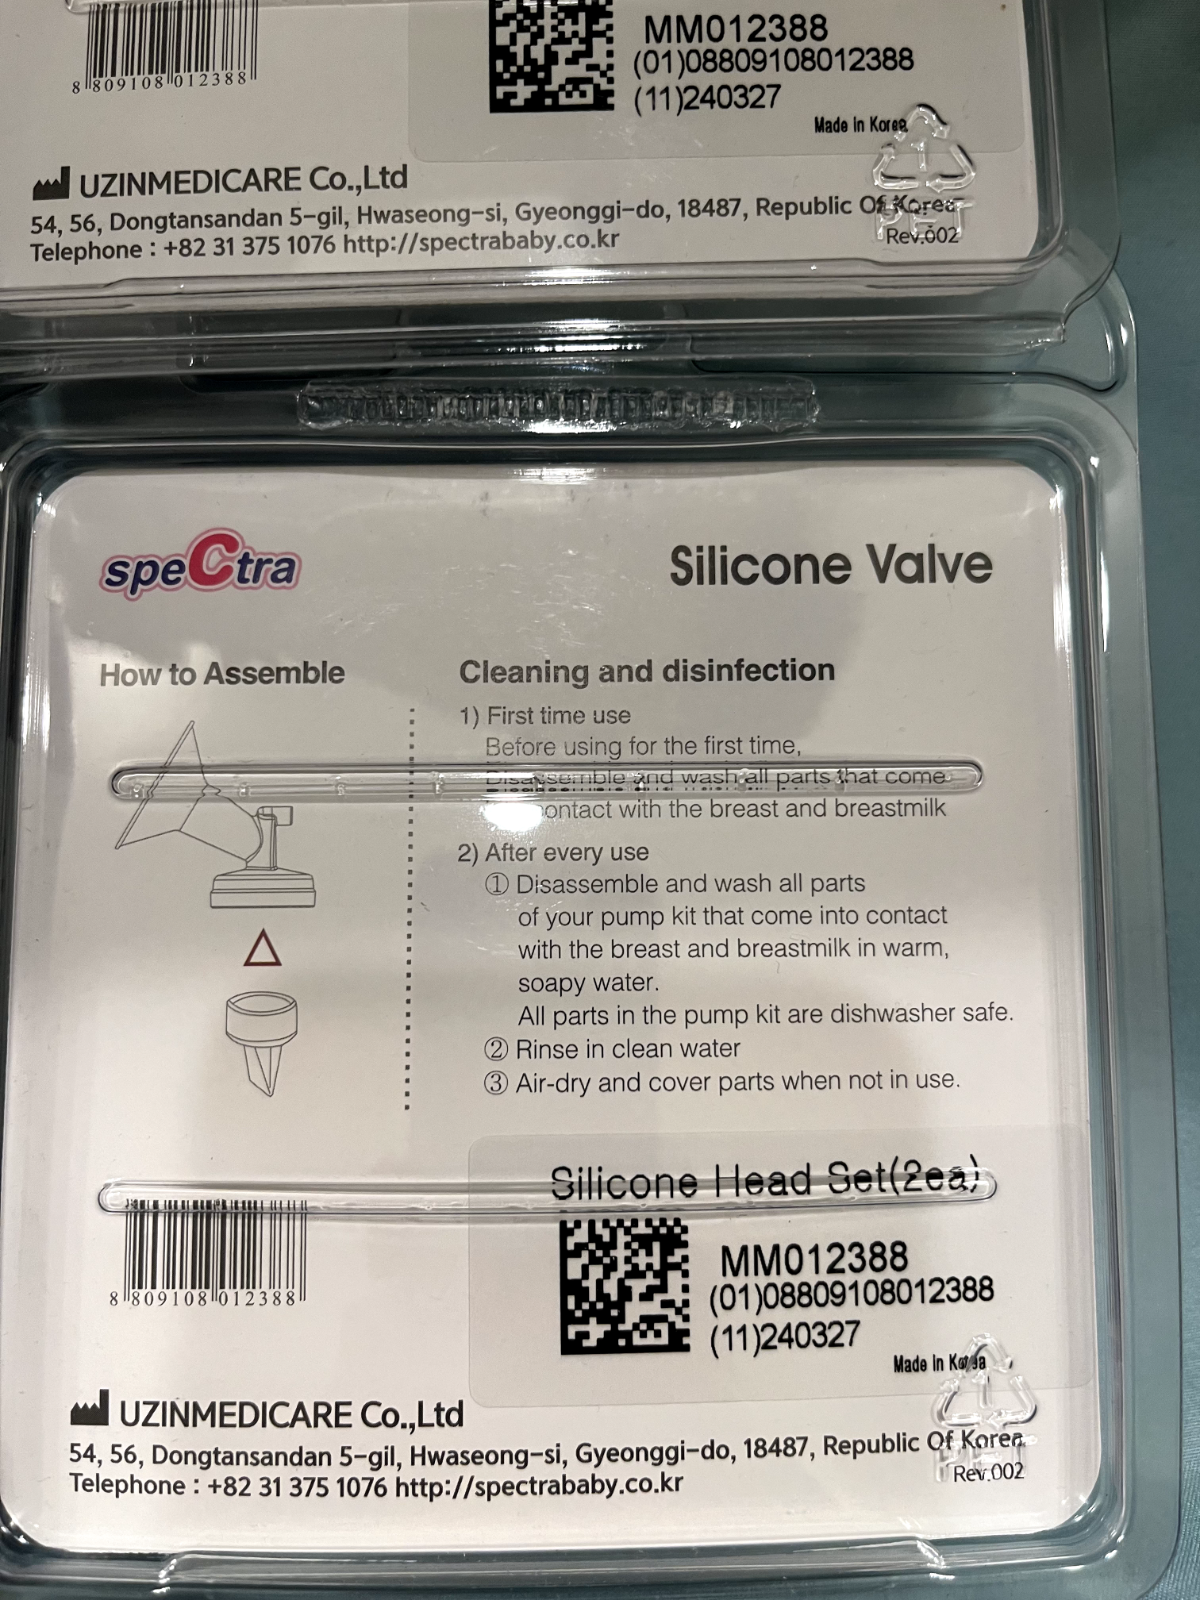 8 809108 012388
MM012388
(01)08809108012388
(11)240327
Made in Korea
1
UZINMEDICARE Co.,Ltd
54, 56, Dongtansandan 5-gil, Hwaseong-si, Gyeonggi-do, 18487, Republic Of Korea
PET
Telephone : +82 31 375 1076 http://spectrababy.co.kr
Rev.002
speCtra
Silicone Valve
How to Assemble
Cleaning and disinfection
1) First time use
Before using for the first time,
Disassemble and wash all parts that come
contact with the breast and breastmilk
2) After every use
① Disassemble and wash all parts
of your pump kit that come into contact
with the breast and breastmilk in warm,
soapy water.
All parts in the pump kit are dishwasher safe.
② Rinse in clean water
③ Air-dry and cover parts when not in use.
Silicone Head Set(2ea)
8 809108 012388
MM012388
(01)08809108012388
(11)240327
Made in Korea
1
UZINMEDICARE Co.,Ltd
54, 56, Dongtansandan 5-gil, Hwaseong-si, Gyeonggi-do, 18487, Republic Of Korea
PET
Telephone : +82 31 375 1076 http://spectrababy.co.kr
Rev.002